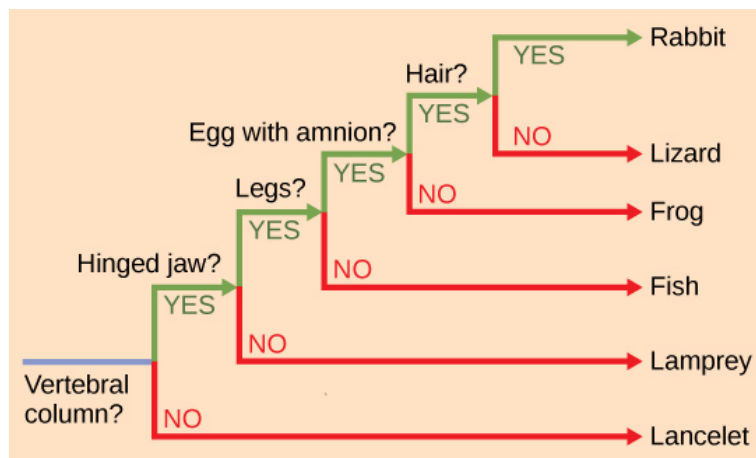 Rabbit
YES
Hair?
YES
NO
Lizard
Egg with amnion?
YES
NO
Frog
Legs?
YES
NO
Fish
Hinged jaw?
YES
NO
Lamprey
Vertebral
column?
NO
Lancelet